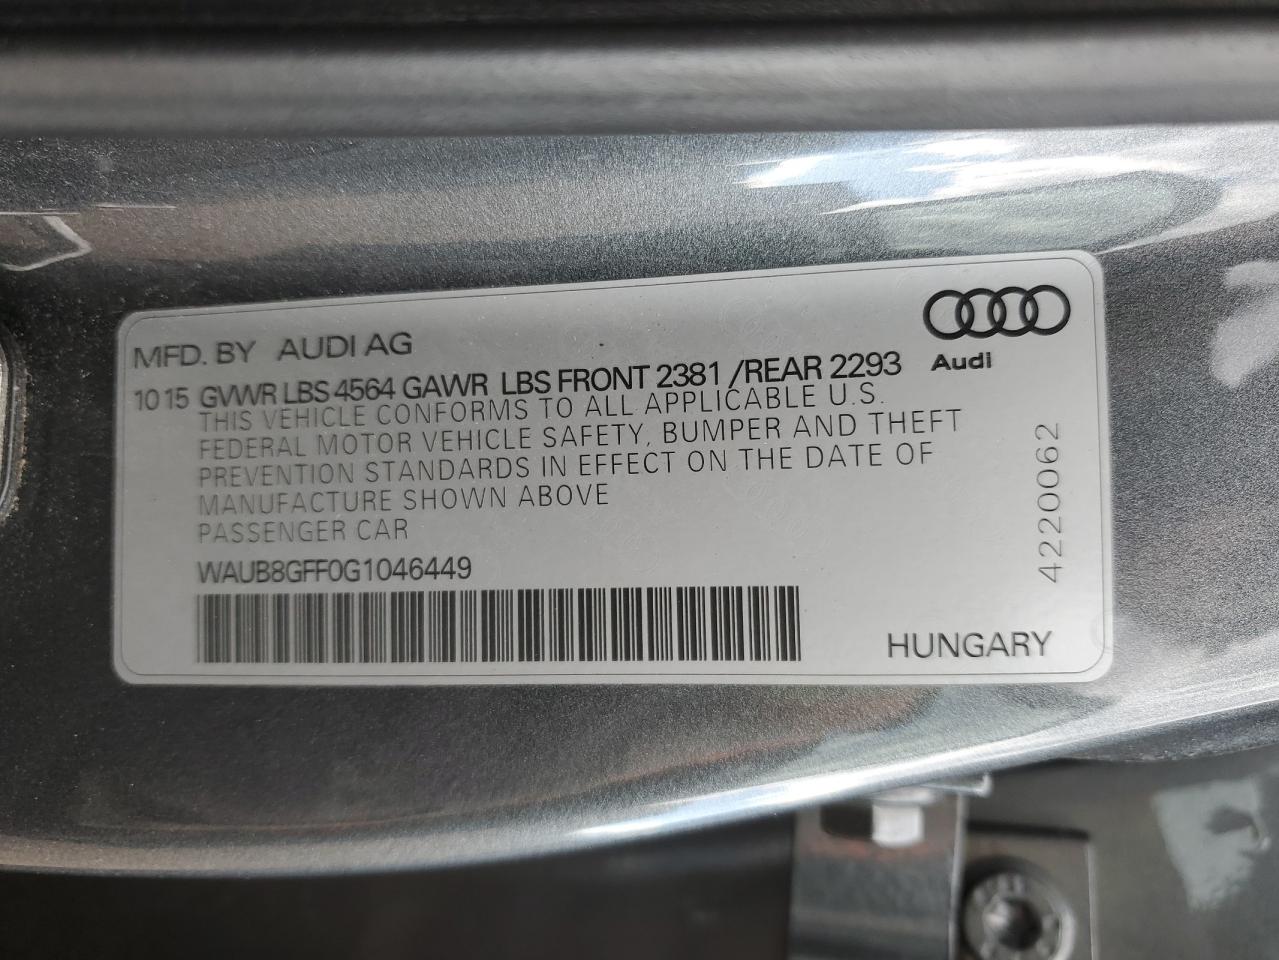 MFD. BY AUDI AG
Audi
10 15 GVWR LBS 4564 GAWR LBS FRONT 2381 /REAR 2293
THIS VEHICLE CONFORMS TO ALL APPLICABLE U.S.
FEDERAL MOTOR VEHICLE SAFETY, BUMPER AND THEFT
PREVENTION STANDARDS IN EFFECT ON THE DATE OF
MANUFACTURE SHOWN ABOVE
PASSENGER CAR
WAUB8GFF0G1046449
4220062
HUNGARY